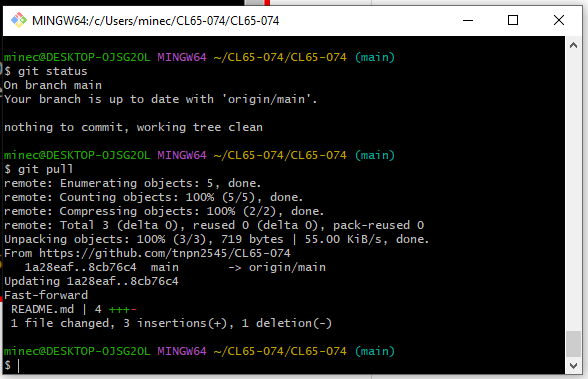 MINGW64:/c/Users/minec/CL65-074/CL65-074
minec@DESKTOP-OJSG20L MINGW64 ~/CL65-074/CL65-074 (main)
$ git status
On branch main
Your branch is up to date with 'origin/main'.
nothing to commit, working tree clean
minec@DESKTOP-OJSG20L MINGW64 ~/CL65-074/CL65-074 (main)
$ git pull
remote: Enumerating objects: 5, done.
remote: Counting objects: 100% (5/5), done.
remote: Compressing objects: 100% (2/2), done.
remote: Total 3 (delta 0), reused 0 (delta 0), pack-reused 0
Unpacking objects: 100% (3/3), 719 bytes | 55.00 KiB/s, done.
From https://github.com/tnpn2545/CL65-074
   1a28eaf..8cb76c4  main       -> origin/main
Updating 1a28eaf..8cb76c4
Fast-forward
 README.md | 4 +++-
 1 file changed, 3 insertions(+), 1 deletion(-)
minec@DESKTOP-OJSG20L MINGW64 ~/CL65-074/CL65-074 (main)
$